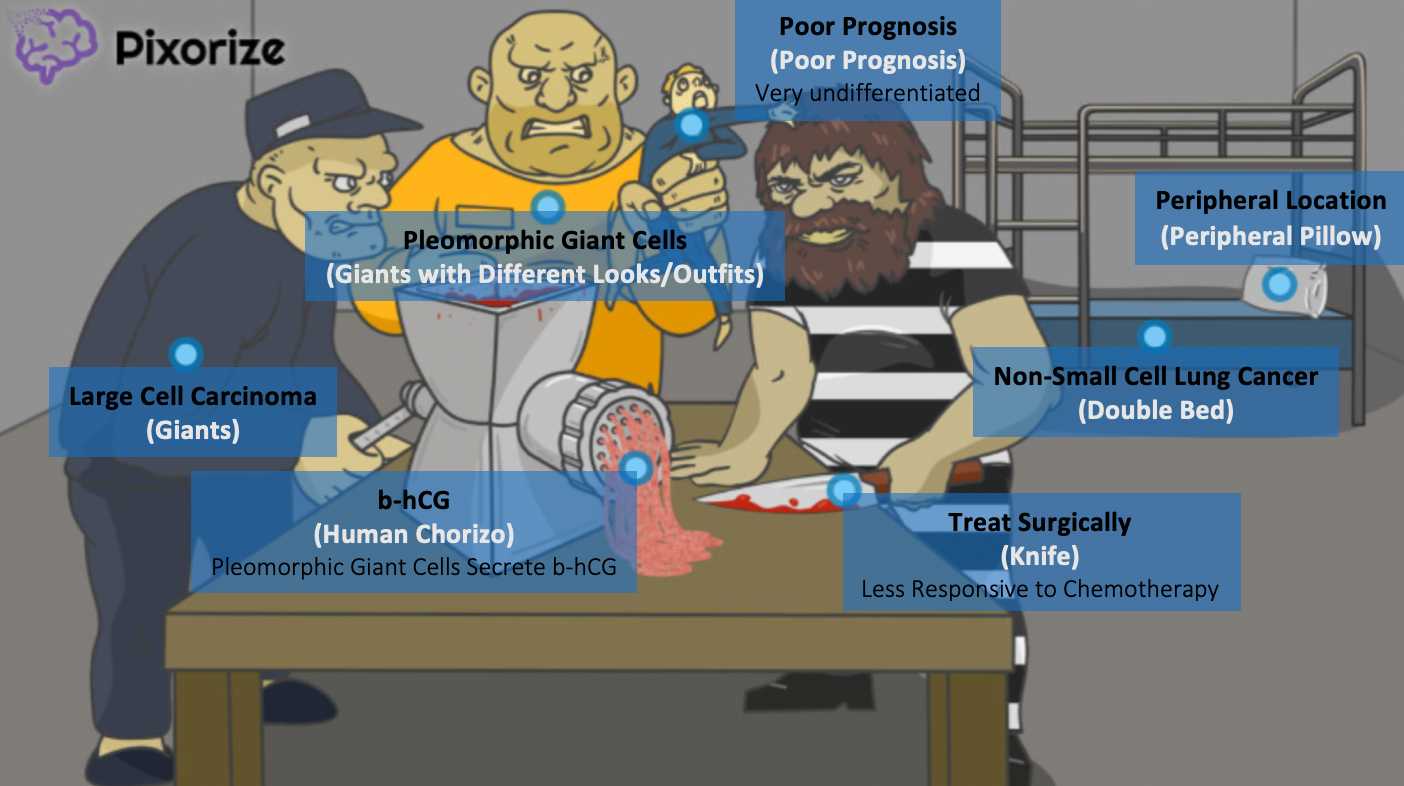 Pixorize
Poor Prognosis
(Poor Prognosis)
Very undifferentiated
Peripheral Location
(Peripheral Pillow)
Pleomorphic Giant Cells
(Giants with Different Looks/Outfits)
Large Cell Carcinoma
(Giants)
Non-Small Cell Lung Cancer
(Double Bed)
b-hCG
(Human Chorizo)
Pleomorphic Giant Cells Secrete b-hCG
Treat Surgically
(Knife)
Less Responsive to Chemotherapy